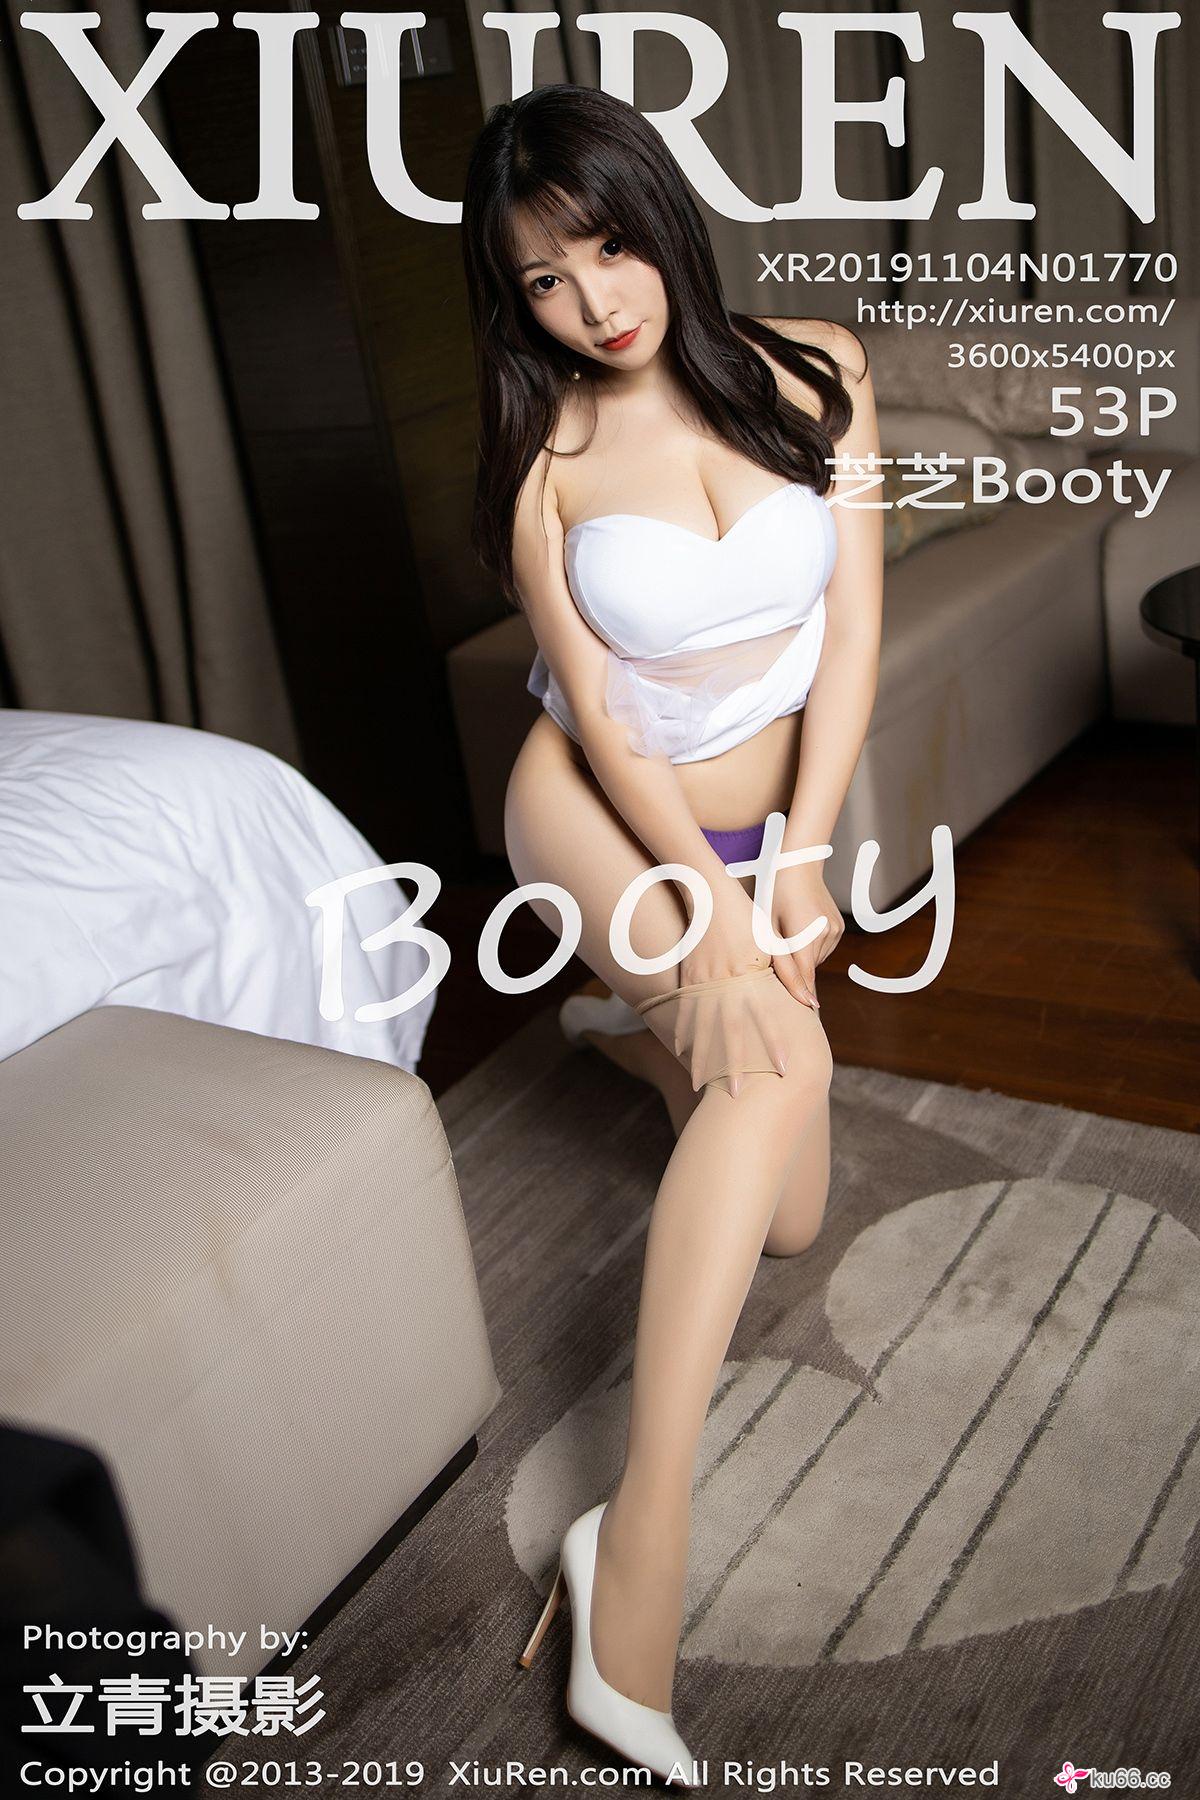 XIUREN
XR20191104N01770
http://xiuren.com/
3600x5400px
53P
芝芝Booty
Booty
Photography by:
立青摄影
Copyright @2013-2019 XiuRen.com All Rights Reserved
ku66.cc